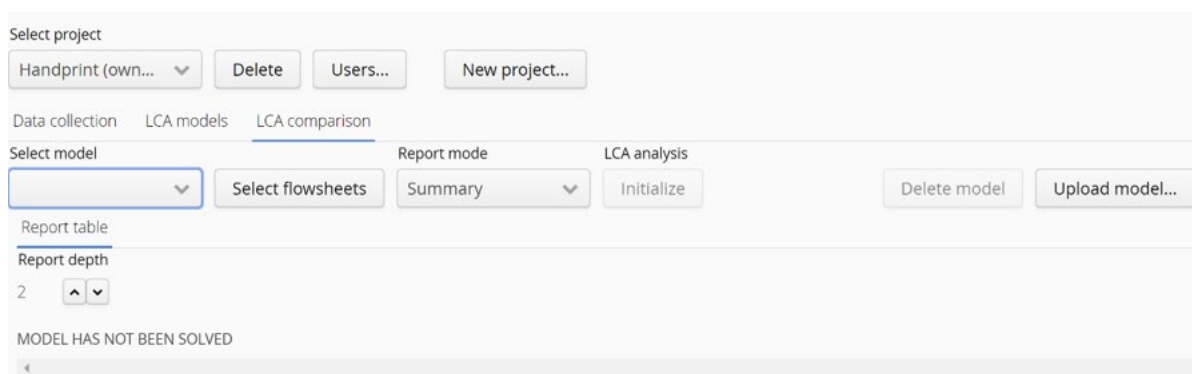 Select project
Handprint (own... Delete Users... New project...
Data collection LCA models LCA comparison
Select model Report mode LCA analysis
Select flowsheets Summary Initialize Delete model Upload model...
Report table
Report depth
2
MODEL HAS NOT BEEN SOLVED